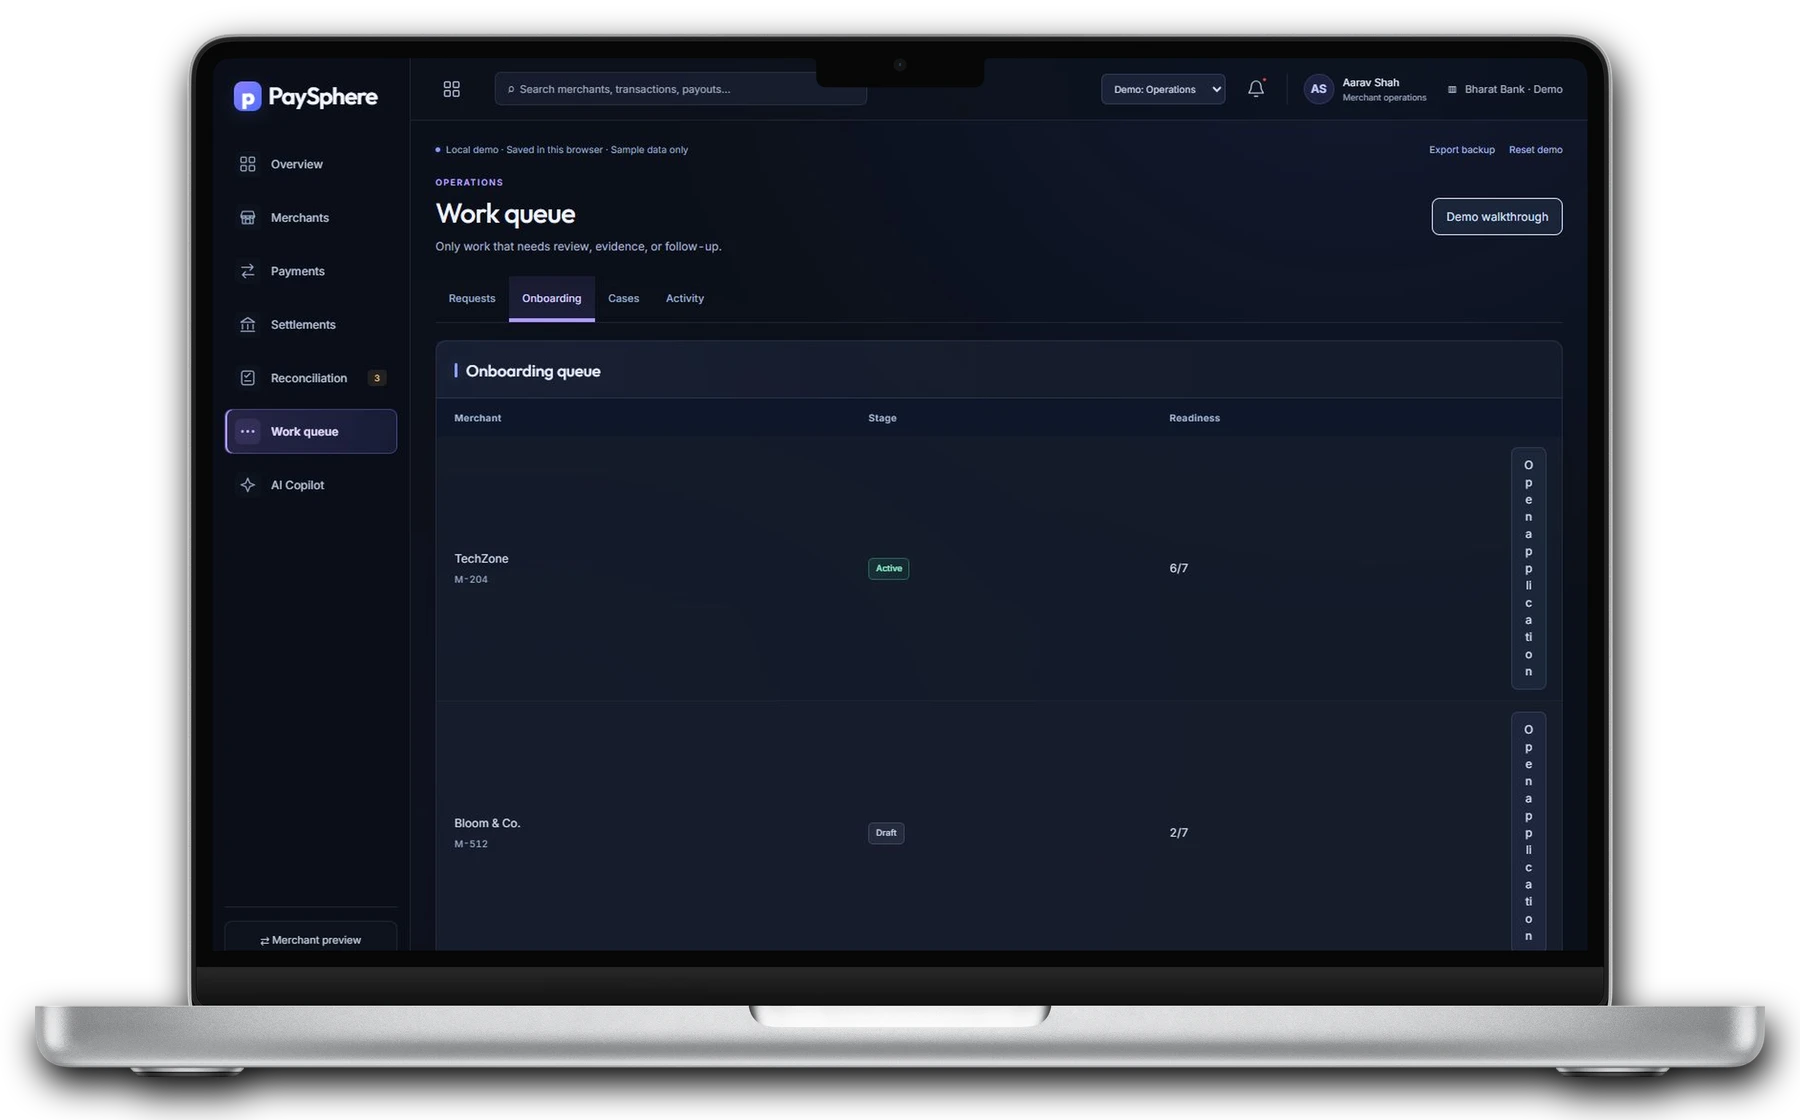 PaySphere
Search merchants, transactions, payouts...
Demo: Operations
AS
Aarav Shah
Merchant operations
Bharat Bank · Demo
Overview
Merchants
Payments
Settlements
Reconciliation 3
Work queue
AI Copilot
Merchant preview
Local demo · Saved in this browser · Sample data only
Export backup
Reset demo
OPERATIONS
Work queue
Only work that needs review, evidence, or follow-up.
Demo walkthrough
Requests
Onboarding
Cases
Activity
Onboarding queue
Merchant
Stage
Readiness
TechZone
M-204
Active
6/7
Open application
Bloom & Co.
M-512
Draft
2/7
Open application